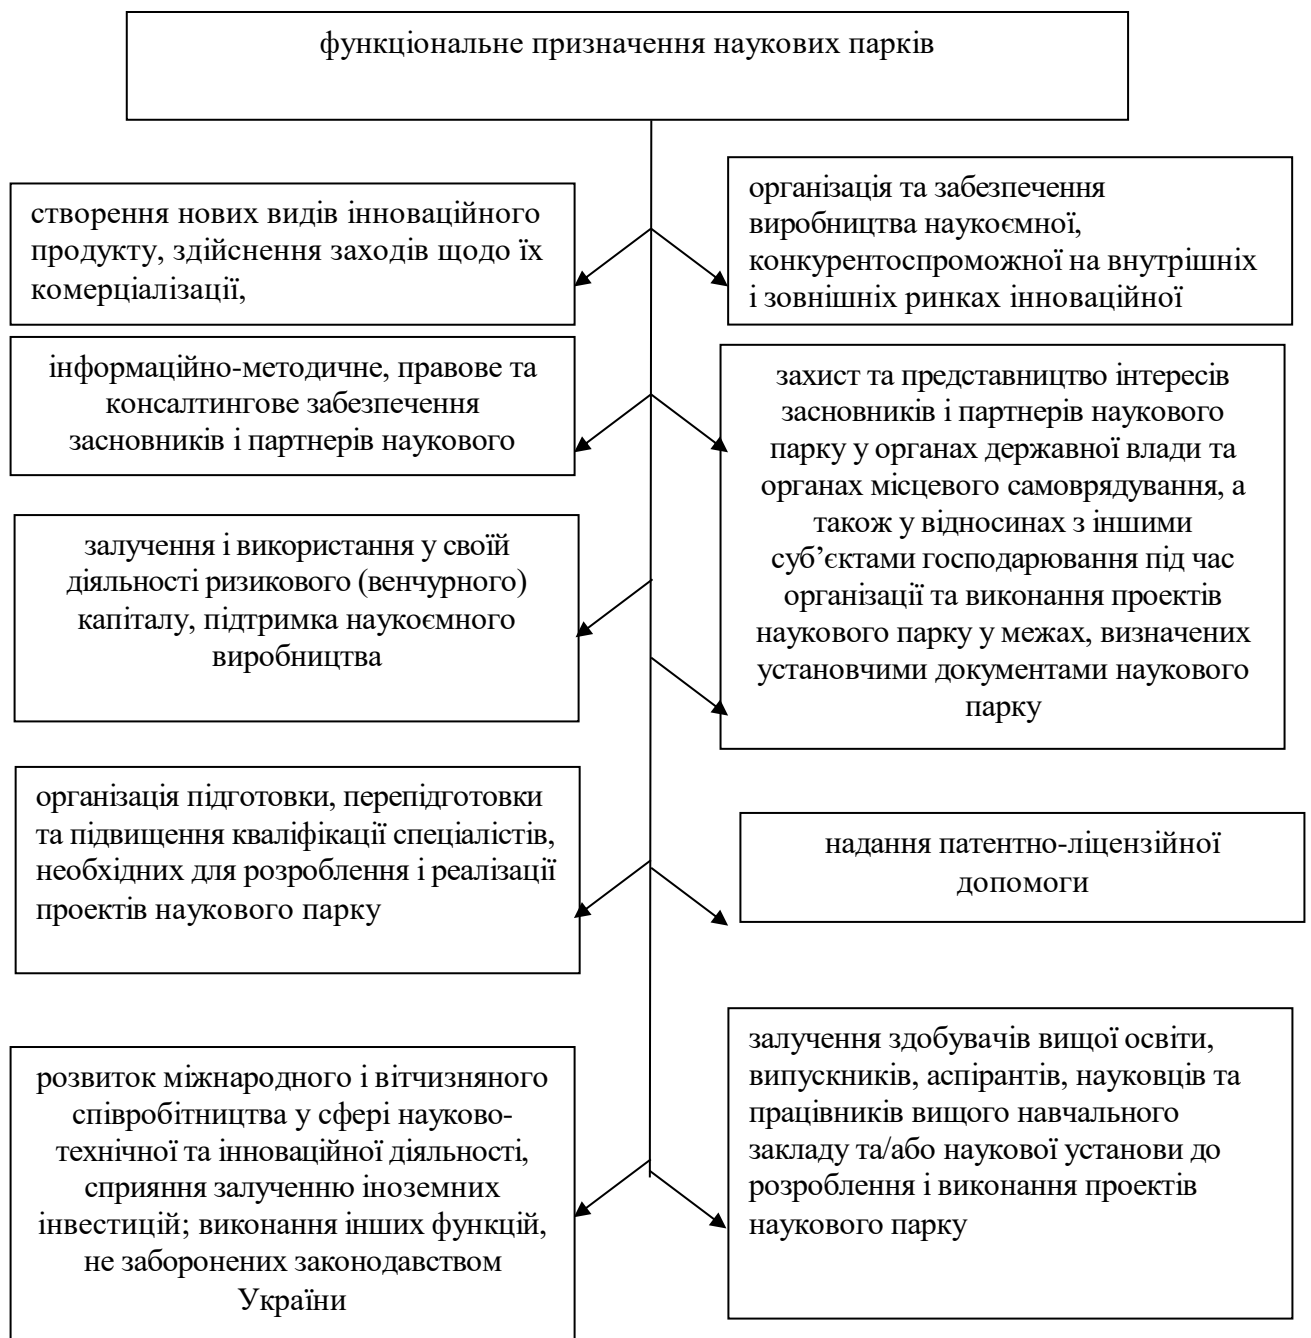 функціональне призначення наукових парків
створення нових видів інноваційного
продукту, здійснення заходів щодо їх
комерціалізації,
організація та забезпечення
виробництва наукоємної,
конкурентоспроможної на внутрішніх
і зовнішніх ринках інноваційної
інформаційно-методичне, правове та
консалтингове забезпечення
засновників і партнерів наукового
захист та представництво інтересів
засновників і партнерів наукового
парку у органах державної влади та
органах місцевого самоврядування, а
також у відносинах з іншими
суб’єктами господарювання під час
організації та виконання проектів
наукового парку у межах, визначених
установчими документами наукового
парку
залучення і використання у своїй
діяльності ризикового (венчурного)
капіталу, підтримка наукоємного
виробництва
організація підготовки, перепідготовки
та підвищення кваліфікації спеціалістів,
необхідних для розроблення і реалізації
проектів наукового парку
надання патентно-ліцензійної
допомоги
розвиток міжнародного і вітчизняного
співробітництва у сфері науково-
технічної та інноваційної діяльності,
сприяння залученню іноземних
інвестицій; виконання інших функцій,
не заборонених законодавством
України
залучення здобувачів вищої освіти,
випускників, аспірантів, науковців та
працівників вищого навчального
закладу та/або наукової установи до
розроблення і виконання проектів
наукового парку